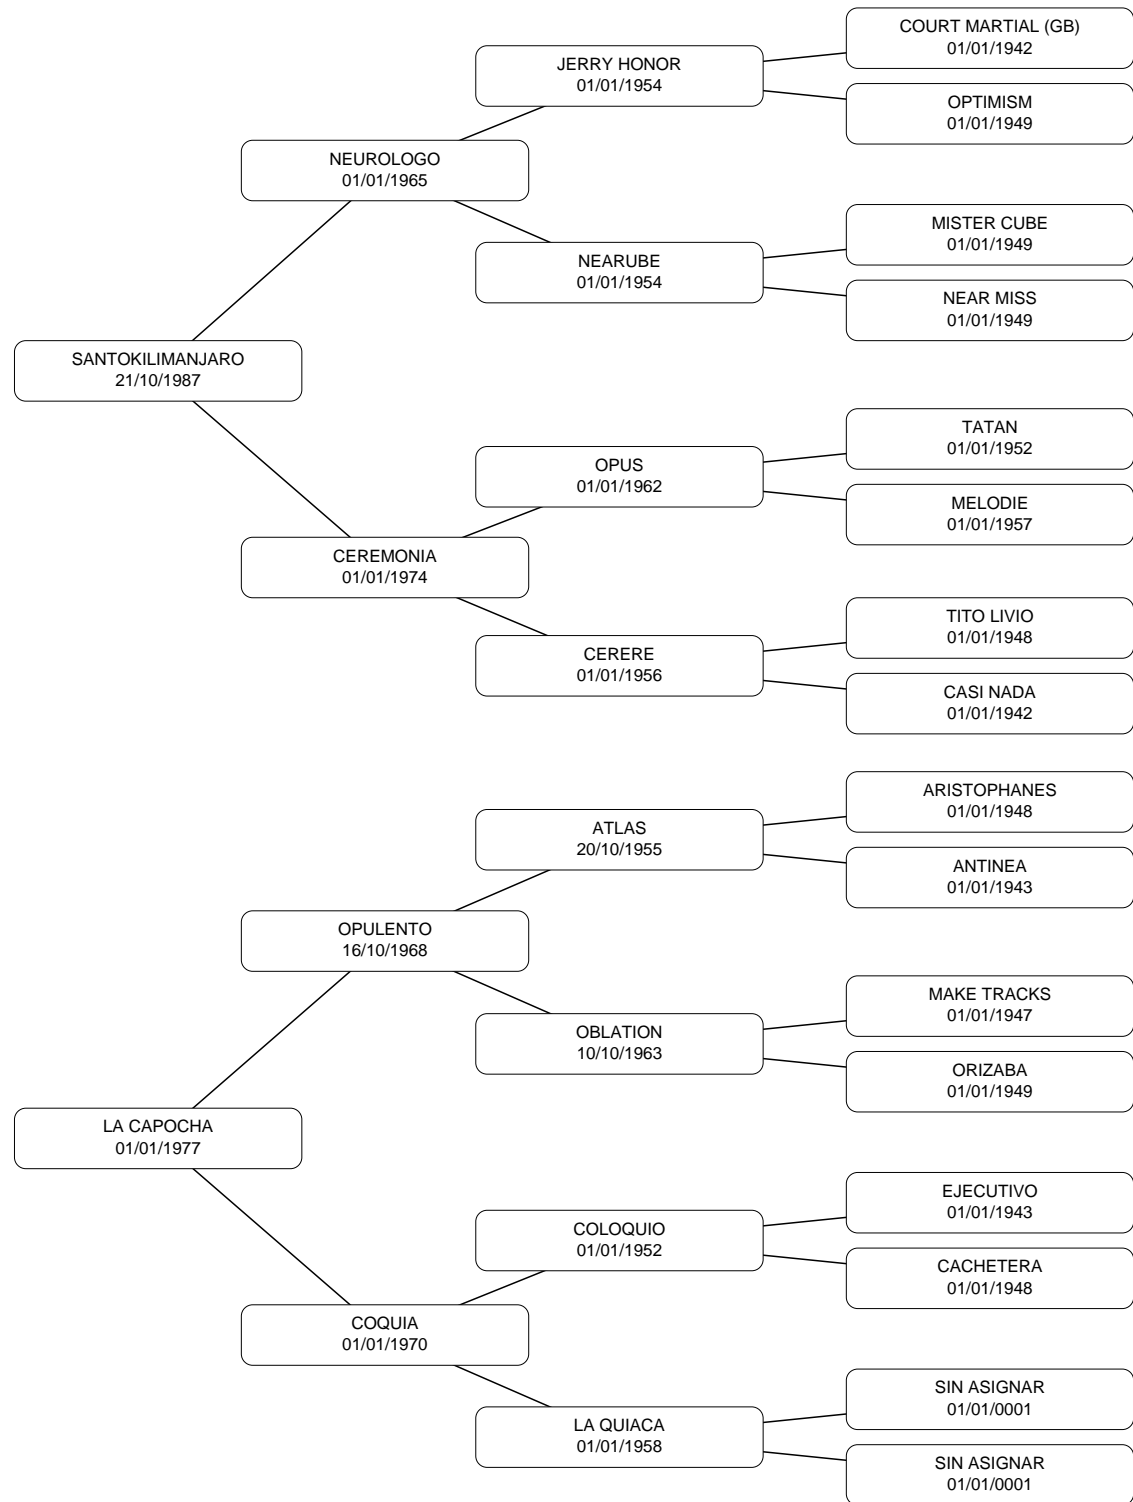 COURT MARTIAL (GB)
01/01/1942
JERRY HONOR
01/01/1954
OPTIMISM
01/01/1949
NEUROLOGO
01/01/1965
MISTER CUBE
01/01/1949
NEARUBE
01/01/1954
NEAR MISS
01/01/1949
SANTOKILIMANJARO
21/10/1987
TATAN
01/01/1952
OPUS
01/01/1962
MELODIE
01/01/1957
CEREMONIA
01/01/1974
TITO LIVIO
01/01/1948
CERERE
01/01/1956
CASI NADA
01/01/1942
ARISTOPHANES
01/01/1948
ATLAS
20/10/1955
ANTINEA
01/01/1943
OPULENTO
16/10/1968
MAKE TRACKS
01/01/1947
OBLATION
10/10/1963
ORIZABA
01/01/1949
LA CAPOCHA
01/01/1977
EJECUTIVO
01/01/1943
COLOQUIO
01/01/1952
CACHETERA
01/01/1948
COQUIA
01/01/1970
SIN ASIGNAR
01/01/0001
LA QUIACA
01/01/1958
SIN ASIGNAR
01/01/0001